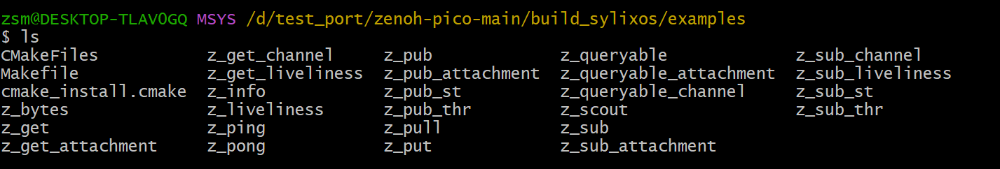 zsm@DESKTOP-TLAV0GQ MSYS /d/test_port/zenoh-pico-main/build_sylixos/examples
$ ls
CMakeFiles z_get_channel z_pub z_queryable z_sub_channel
Makefile z_get_liveliness z_pub_attachment z_queryable_attachment z_sub_liveliness
cmake_install.cmake z_info z_pub_st z_queryable_channel z_sub_st
z_bytes z_liveliness z_pub_thr z_scout z_sub_thr
z_get z_ping z_pull z_sub
z_get_attachment z_pong z_put z_sub_attachment